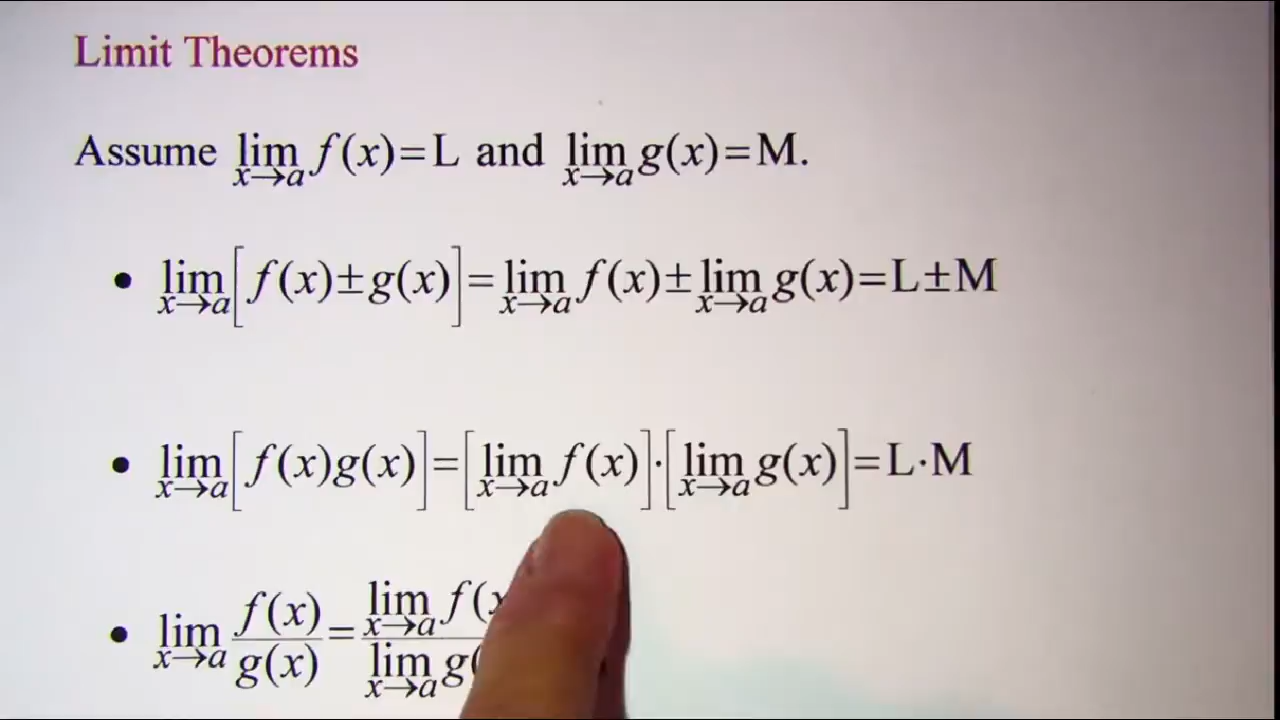 Limit Theorems
Assume lim x→a f(x)=L and lim x→a g(x)=M.
• lim x→a [f(x)±g(x)]=lim x→a f(x)±lim x→a g(x)=L±M
• lim x→a [f(x)g(x)]=[lim x→a f(x)]·[lim x→a g(x)]=L·M
• lim x→a f(x)/g(x)=lim x→a f(x / lim x→a g(